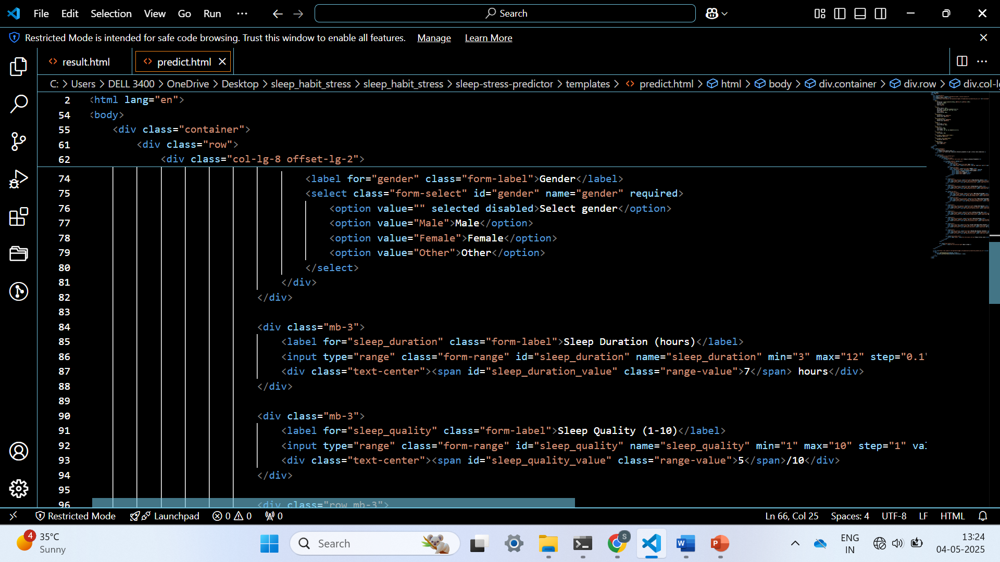 File Edit Selection View Go Run ··· Search
Restricted Mode is intended for safe code browsing. Trust this window to enable all features. Manage Learn More
result.html predict.html
C: > Users > DELL 3400 > OneDrive > Desktop > sleep_habit_stress > sleep_habit_stress > sleep-stress-predictor > templates > predict.html > html > body > div.container > div.row > div.col-l
2 <html lang="en">
54 <body>
55 <div class="container">
61 <div class="row">
62 <div class="col-lg-8 offset-lg-2">
74 <label for="gender" class="form-label">Gender</label>
75 <select class="form-select" id="gender" name="gender" required>
76 <option value="" selected disabled>Select gender</option>
77 <option value="Male">Male</option>
78 <option value="Female">Female</option>
79 <option value="Other">Other</option>
80 </select>
81 </div>
82 </div>
83
84 <div class="mb-3">
85 <label for="sleep_duration" class="form-label">Sleep Duration (hours)</label>
86 <input type="range" class="form-range" id="sleep_duration" name="sleep_duration" min="3" max="12" step="0.1"
87 <div class="text-center"><span id="sleep_duration_value" class="range-value">7</span> hours</div>
88 </div>
89
90 <div class="mb-3">
91 <label for="sleep_quality" class="form-label">Sleep Quality (1-10)</label>
92 <input type="range" class="form-range" id="sleep_quality" name="sleep_quality" min="1" max="10" step="1" val
93 <div class="text-center"><span id="sleep_quality_value" class="range-value">5</span>/10</div>
94 </div>
95
96 <div class="row mb-3">
Restricted Mode Launchpad 0 0 0 Ln 66, Col 25 Spaces: 4 UTF-8 LF HTML
4 35°C
Sunny
Search
S
ENG
IN
13:24
04-05-2025